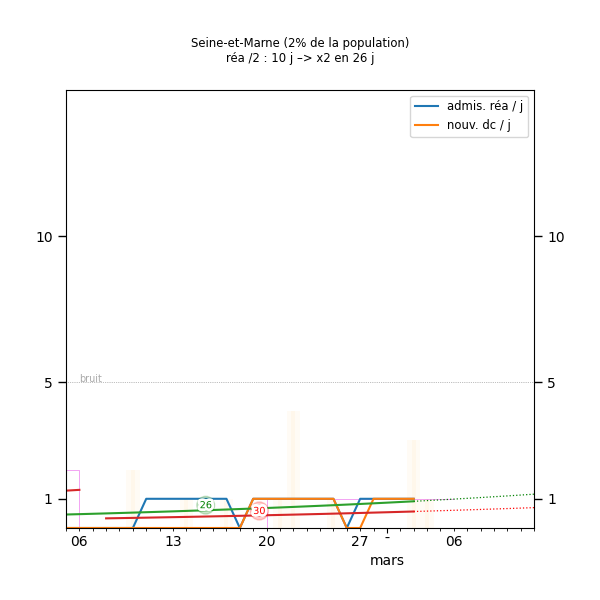 Seine-et-Marne (2% de la population)
réa /2 : 10 j –> x2 en 26 j
admis. réa / j
nouv. dc / j
10
10
bruit
5
5
26
30
1
1
06
13
20
27
06
mars